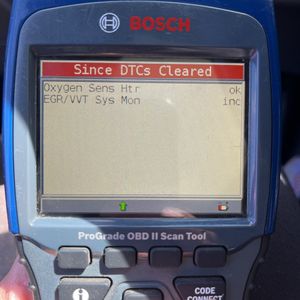 BOSCH
Since DTCs Cleared
Oxygen Sens Htr ok
EGR/VVT Sys Mon inc
ProGrade OBD II Scan Tool
i
CODE
CONNECT